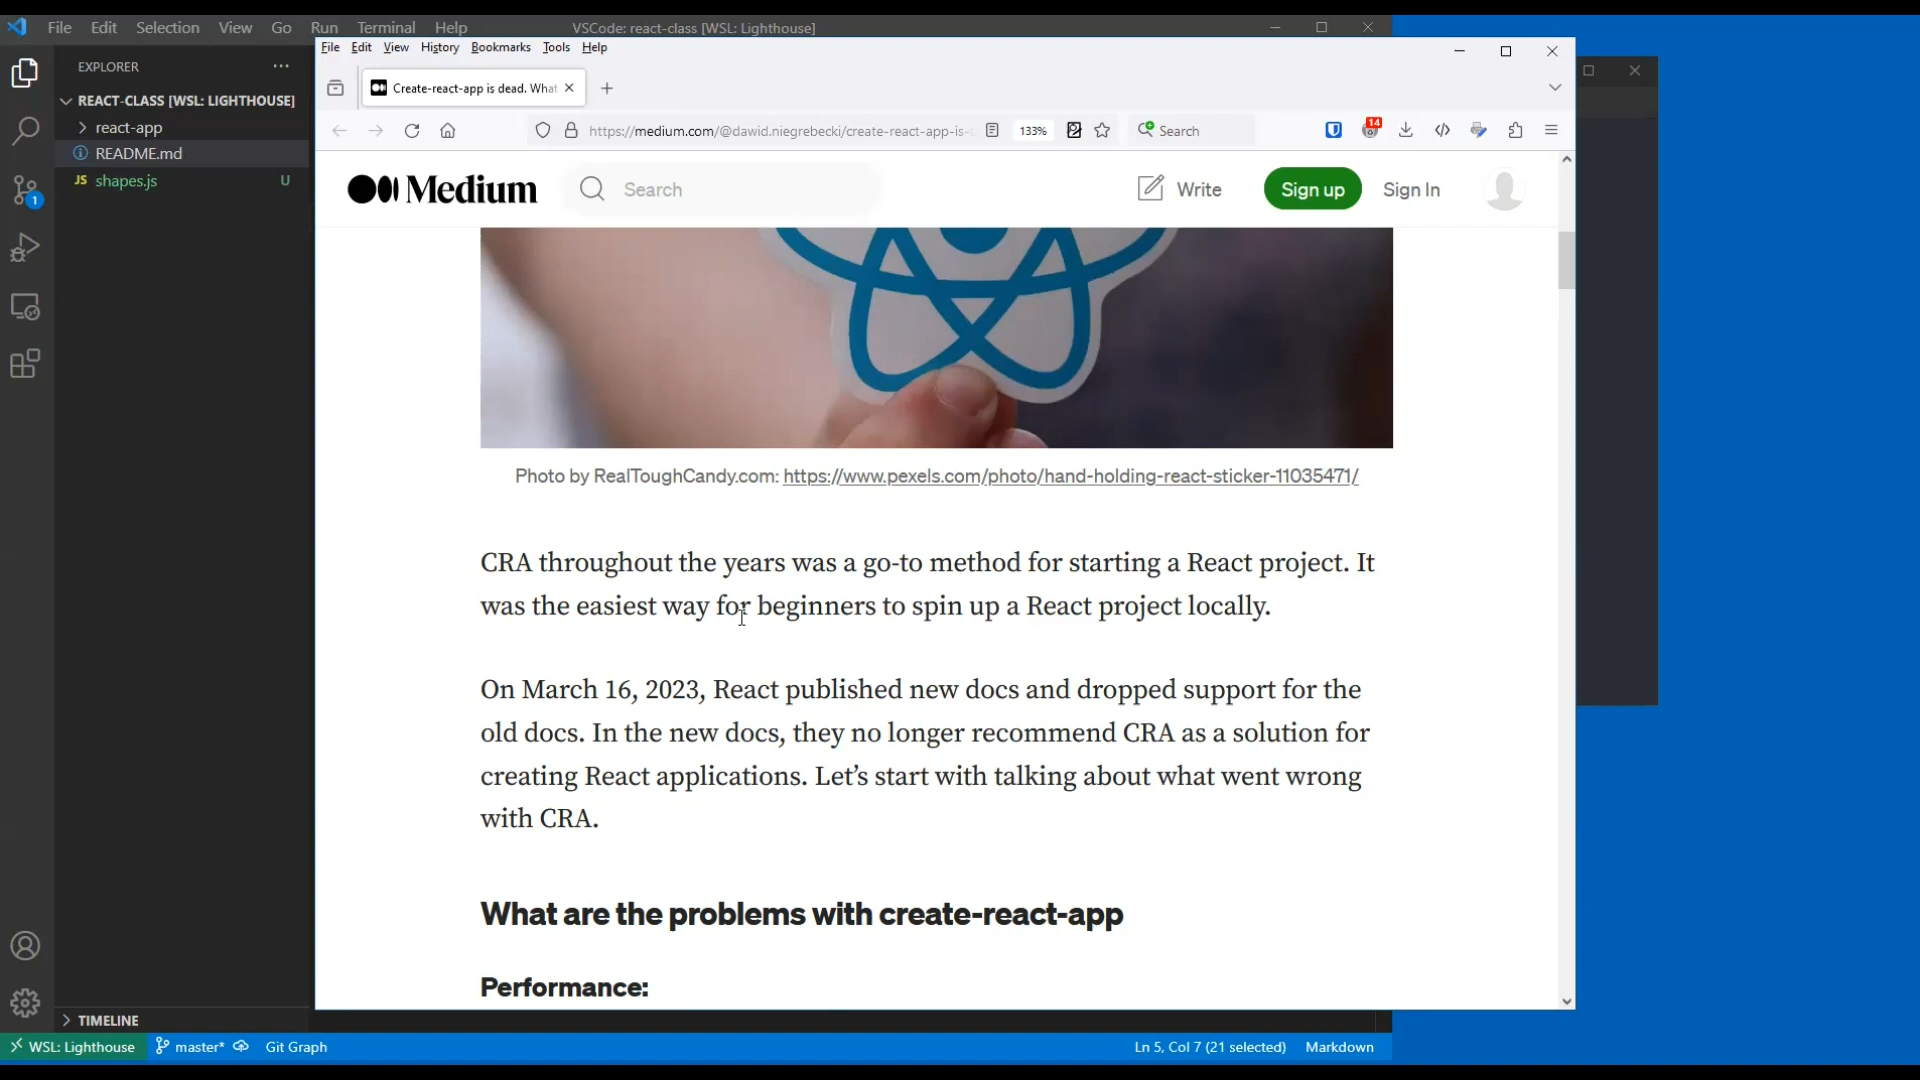 File Edit Selection View Go Run Terminal Help VSCode: react-class [WSL: Lighthouse]
File Edit View History Bookmarks Tools Help
EXPLORER
Create-react-app is dead. What
REACT-CLASS [WSL: LIGHTHOUSE]
react-app
https://medium.com/@dawid.niegrebecki/create-react-app-is- 133% Search 14
README.md
JS shapes.js U
1
Medium Search Write Sign up Sign In
Photo by RealToughCandy.com: https://www.pexels.com/photo/hand-holding-react-sticker-11035471/
CRA throughout the years was a go-to method for starting a React project. It
was the easiest way for beginners to spin up a React project locally.
On March 16, 2023, React published new docs and dropped support for the
old docs. In the new docs, they no longer recommend CRA as a solution for
creating React applications. Let’s start with talking about what went wrong
with CRA.
What are the problems with create-react-app
Performance:
TIMELINE
WSL: Lighthouse master* Git Graph Ln 5, Col 7 (21 selected) Markdown